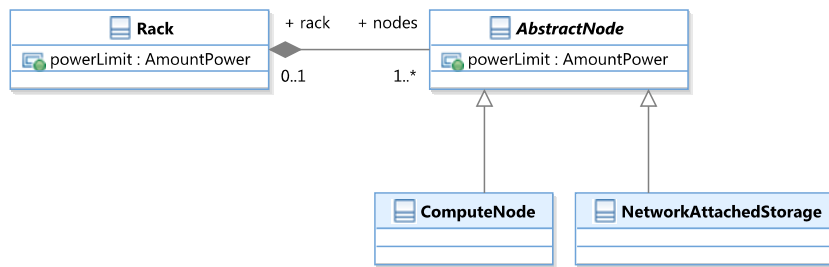 Rack
powerLimit : AmountPower
+ rack
+ nodes
0..1
1..*
AbstractNode
powerLimit : AmountPower
ComputeNode
NetworkAttachedStorage